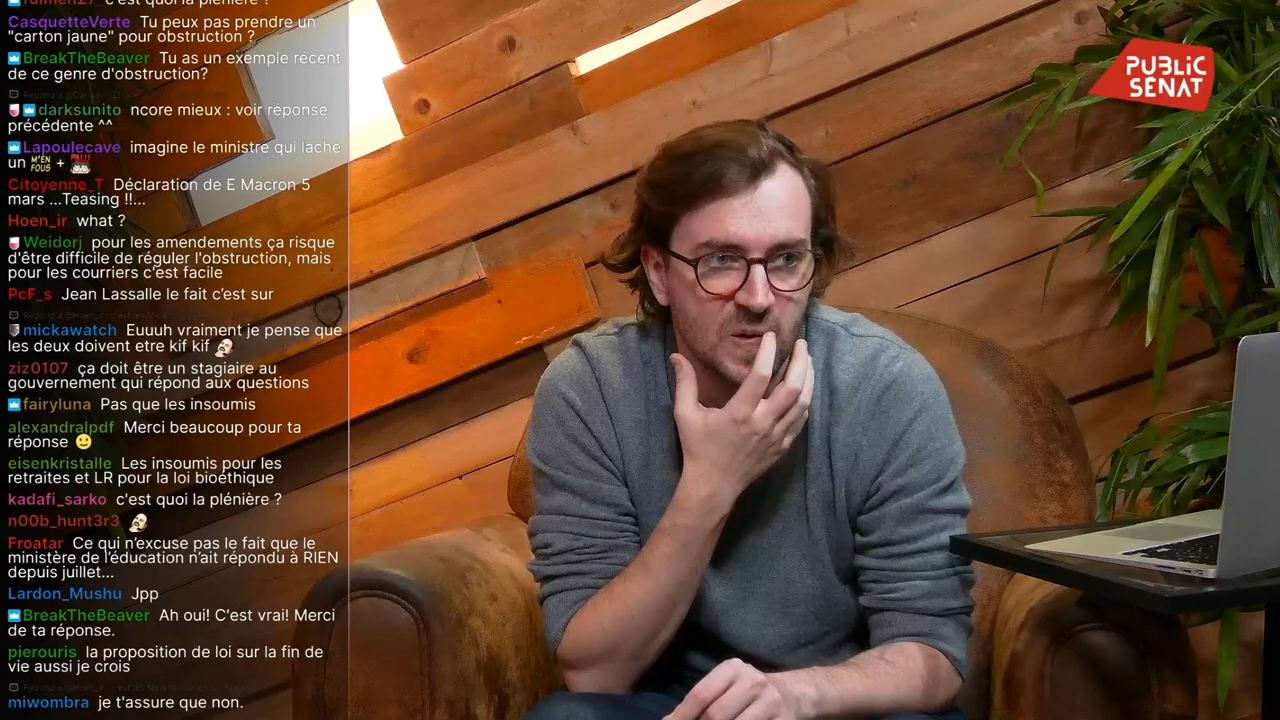 c'est quoi la plénière ?
CasquetteVerte Tu peux pas prendre un
"carton jaune" pour obstruction ?
BreakTheBeaver Tu as un exemple récent
de ce genre d'obstruction?
darksunito ncore mieux : voir réponse
précédente ^^
Lapoulecave imagine le ministre qui lache
un M'EN FOUS +
Citoyenne_T Déclaration de E Macron 5
mars ...Teasing !!...
Hoen_ir what ?
Weidorj pour les amendements ça risque
d'être difficile de réguler l'obstruction, mais
pour les courriers c'est facile
PcF_s Jean Lassalle le fait c'est sur
mickawatch Euuuh vraiment je pense que
les deux doivent etre kif kif
ziz0107 ça doit être un stagiaire au
gouvernement qui répond aux questions
fairyluna Pas que les insoumis
alexandralpdf Merci beaucoup pour ta
réponse
eisenkristalle Les insoumis pour les
retraites et LR pour la loi bioéthique
kadafi_sarko c'est quoi la plénière ?
n00b_hunt3r3
Froatar Ce qui n'excuse pas le fait que le
ministère de l'éducation n'ait répondu à RIEN
depuis juillet...
Lardon_Mushu Jpp
BreakTheBeaver Ah oui! C'est vrai! Merci
de ta réponse.
pierouris la proposition de loi sur la fin de
vie aussi je crois
miwombra je t'assure que non.
PUBLIC
SÉNAT